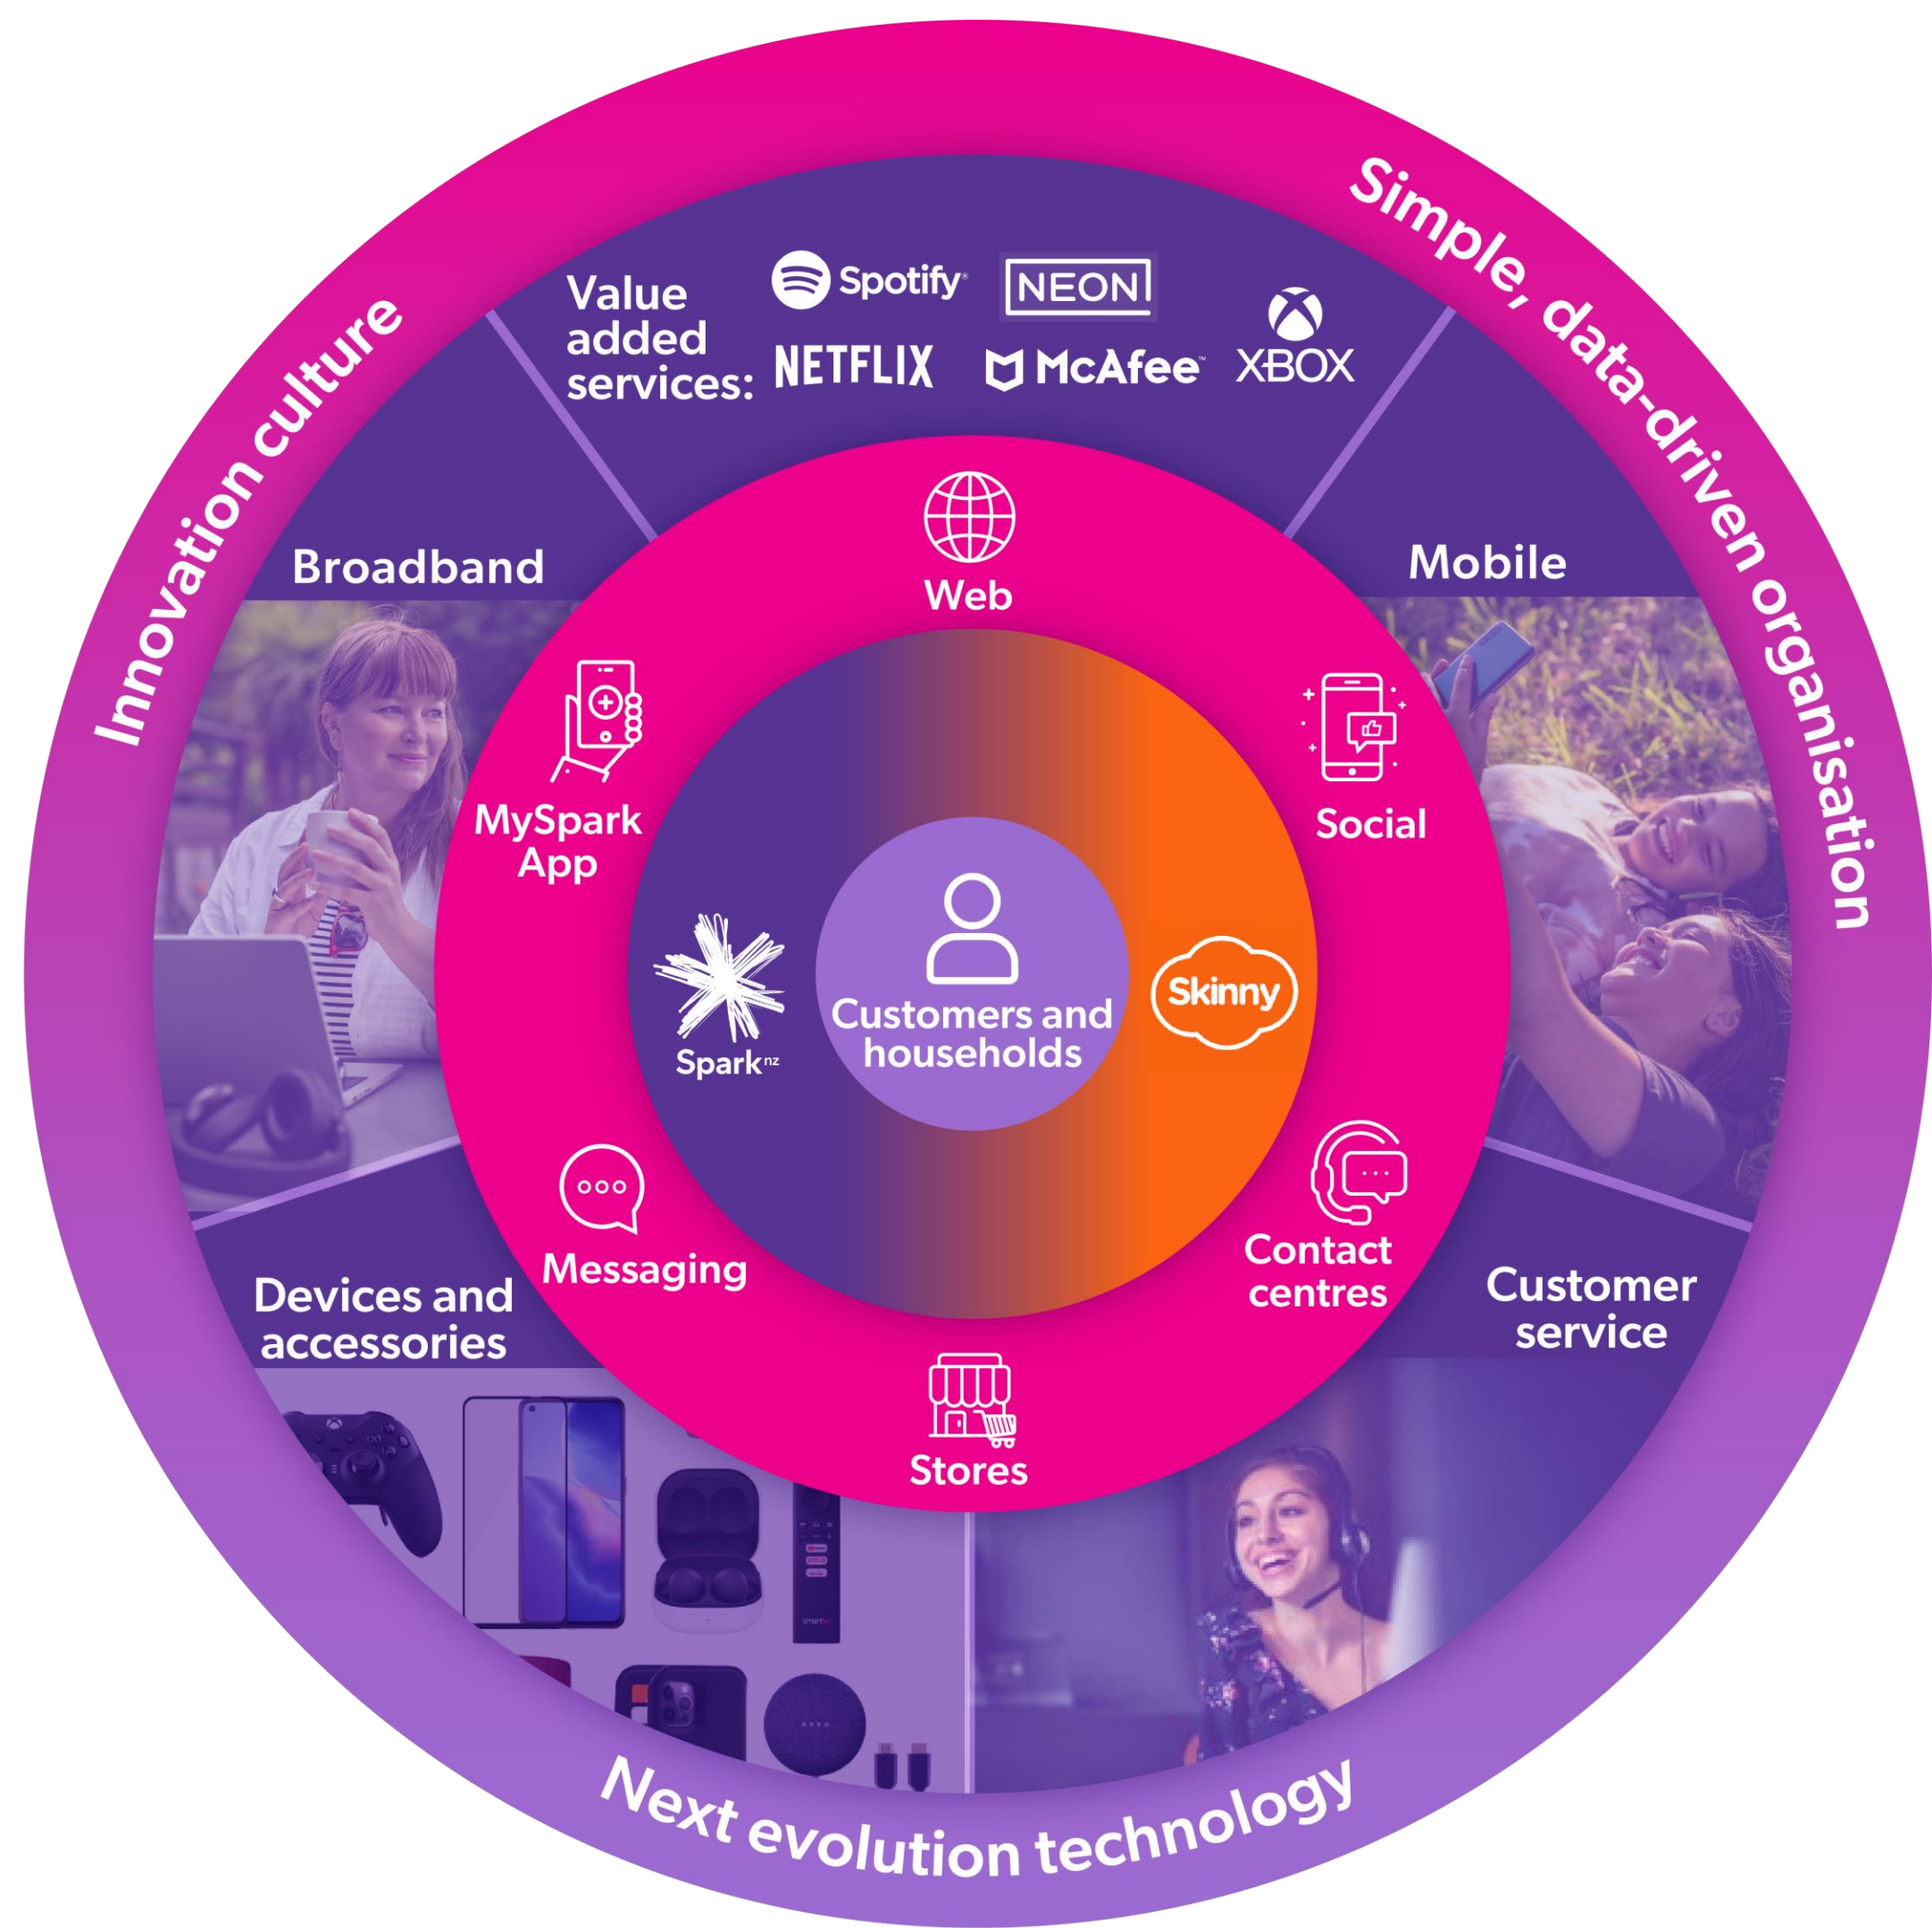 Innovation culture
Simple, data-driven organisation
Value
added
services:
Spotify
NEON
NETFLIX
McAfee
XBOX
Broadband
Mobile
Web
MySpark
App
Social
Spark nz
Customers and
households
Skinny
Messaging
Contact
centres
Stores
Devices and
accessories
Customer
service
Next evolution technology